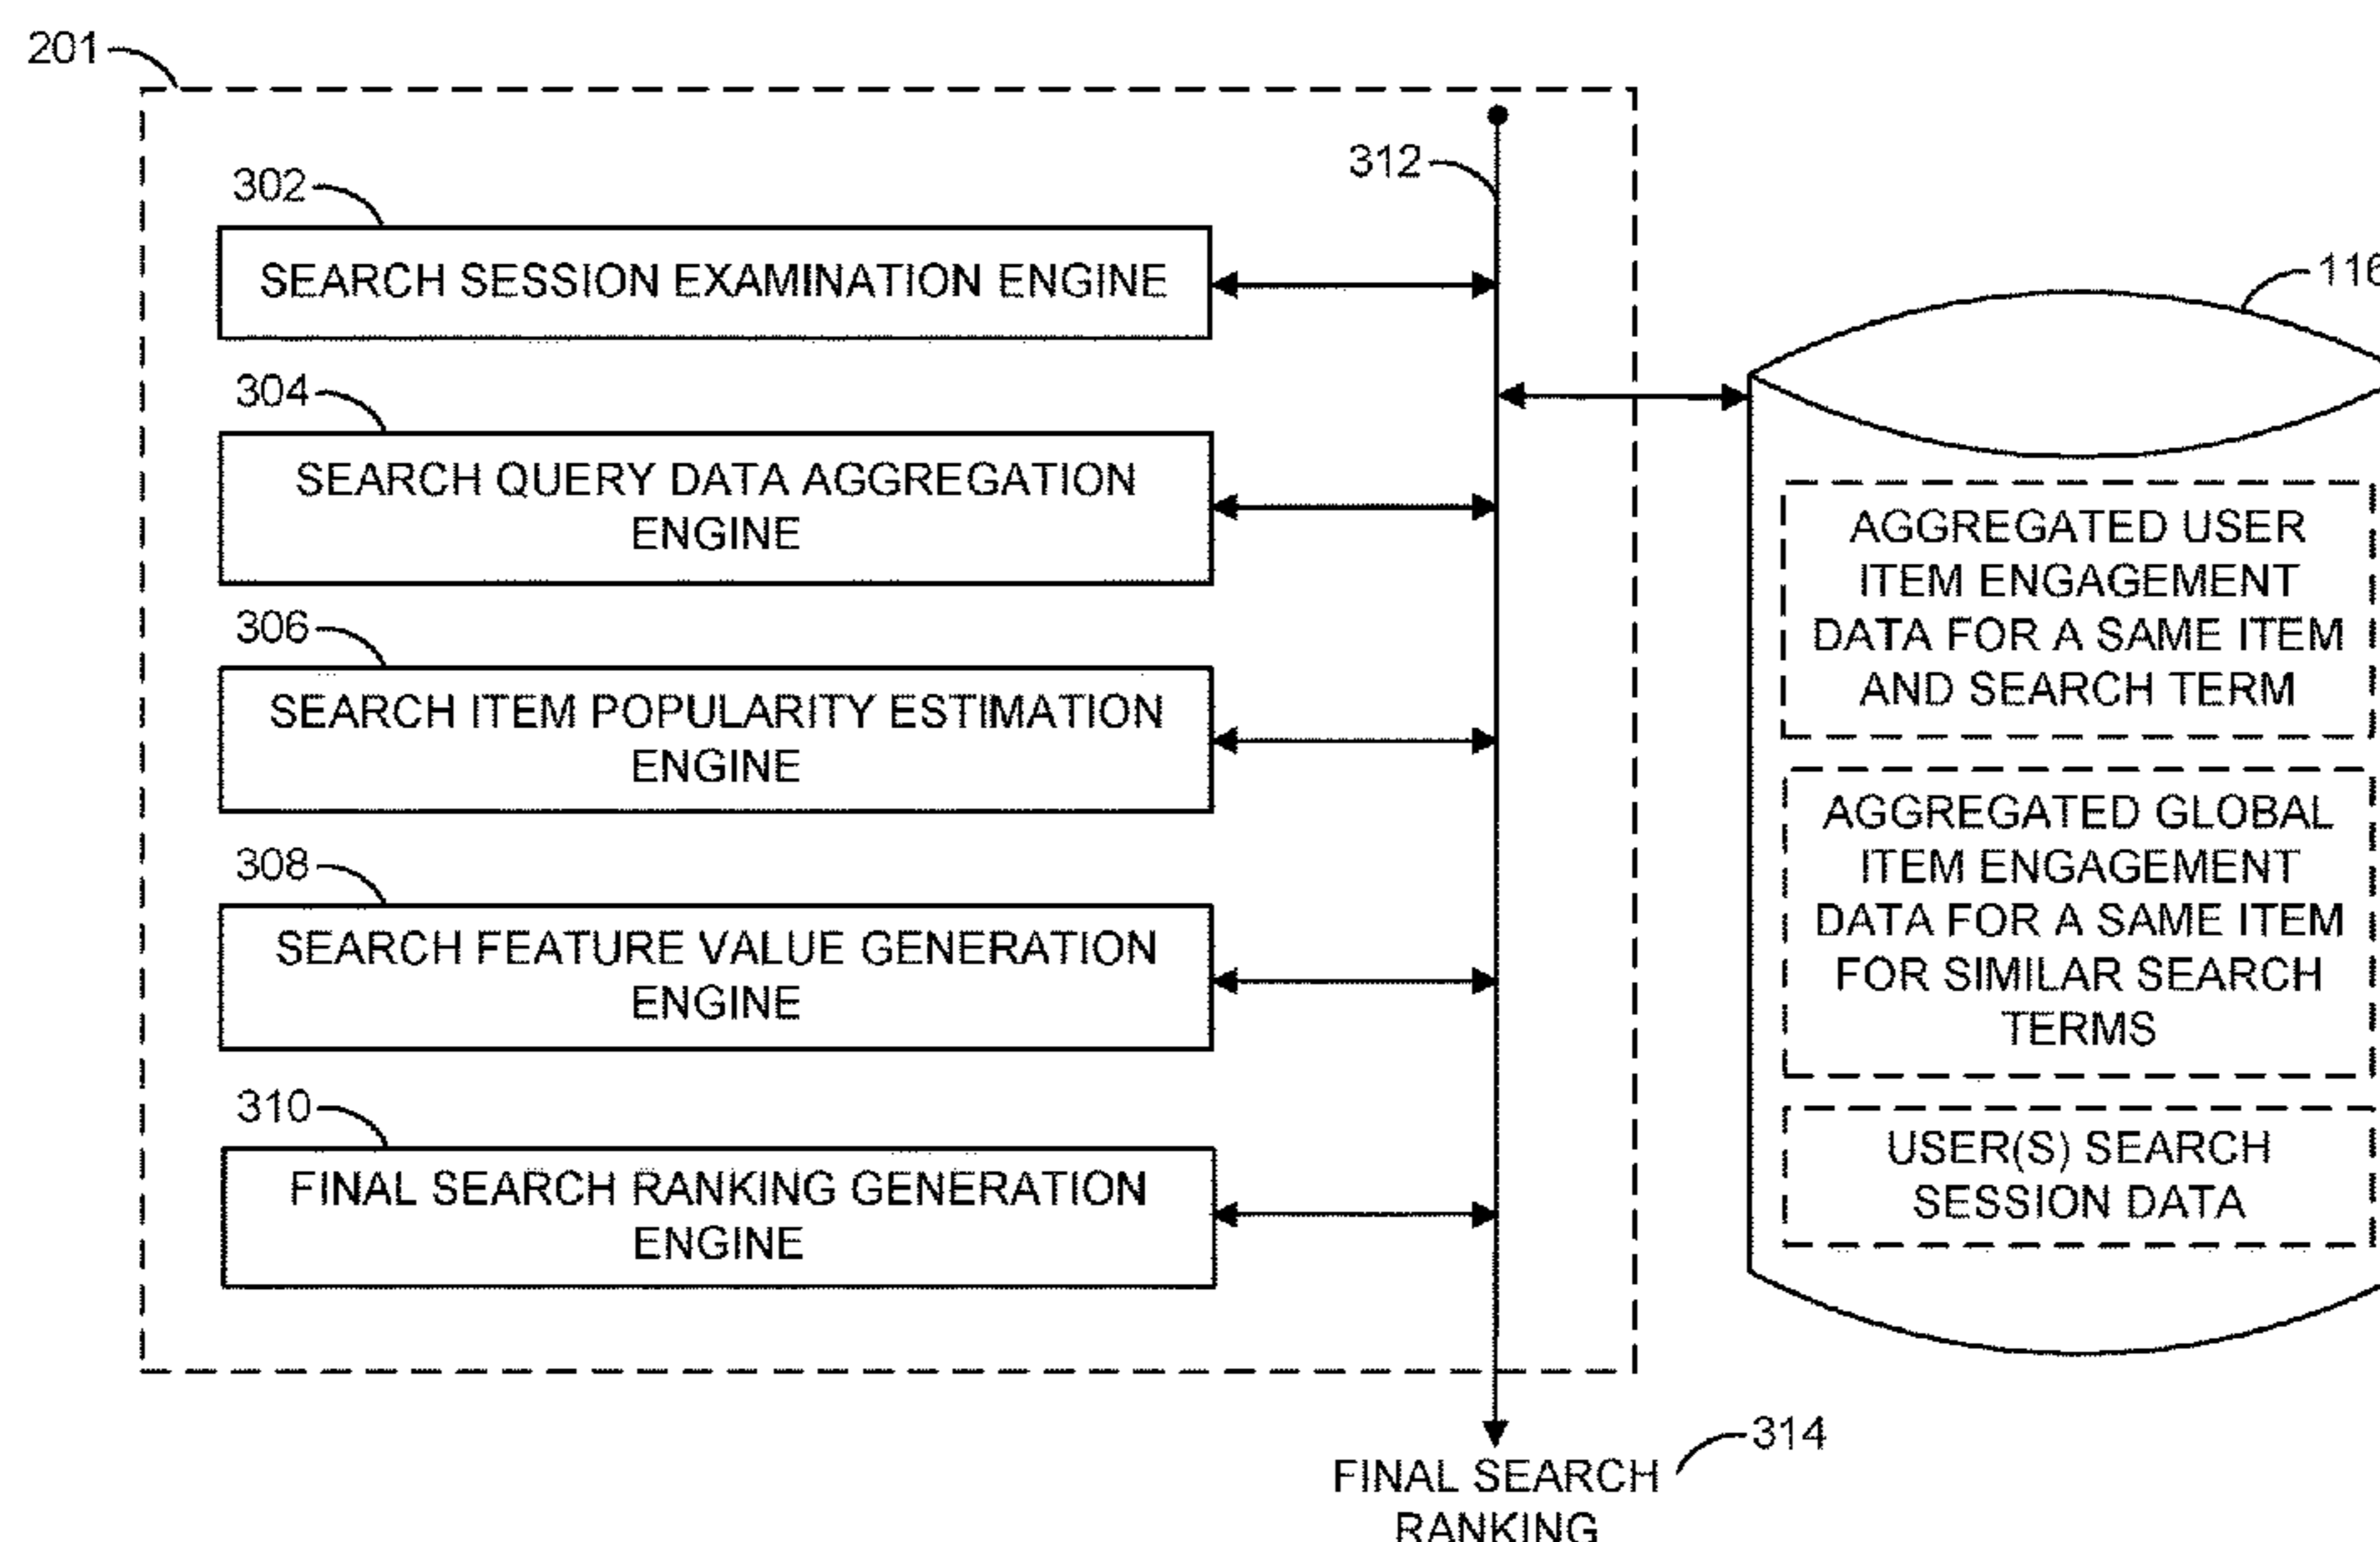 201
302
312
SEARCH SESSION EXAMINATION ENGINE
116
304
SEARCH QUERY DATA AGGREGATION
ENGINE
306
SEARCH ITEM POPULARITY ESTIMATION
ENGINE
308
SEARCH FEATURE VALUE GENERATION
ENGINE
310
FINAL SEARCH RANKING GENERATION
ENGINE
AGGREGATED USER
ITEM ENGAGEMENT
DATA FOR A SAME ITEM
AND SEARCH TERM
AGGREGATED GLOBAL
ITEM ENGAGEMENT
DATA FOR A SAME ITEM
FOR SIMILAR SEARCH
TERMS
USER(S) SEARCH
SESSION DATA
314
FINAL SEARCH
RANKING